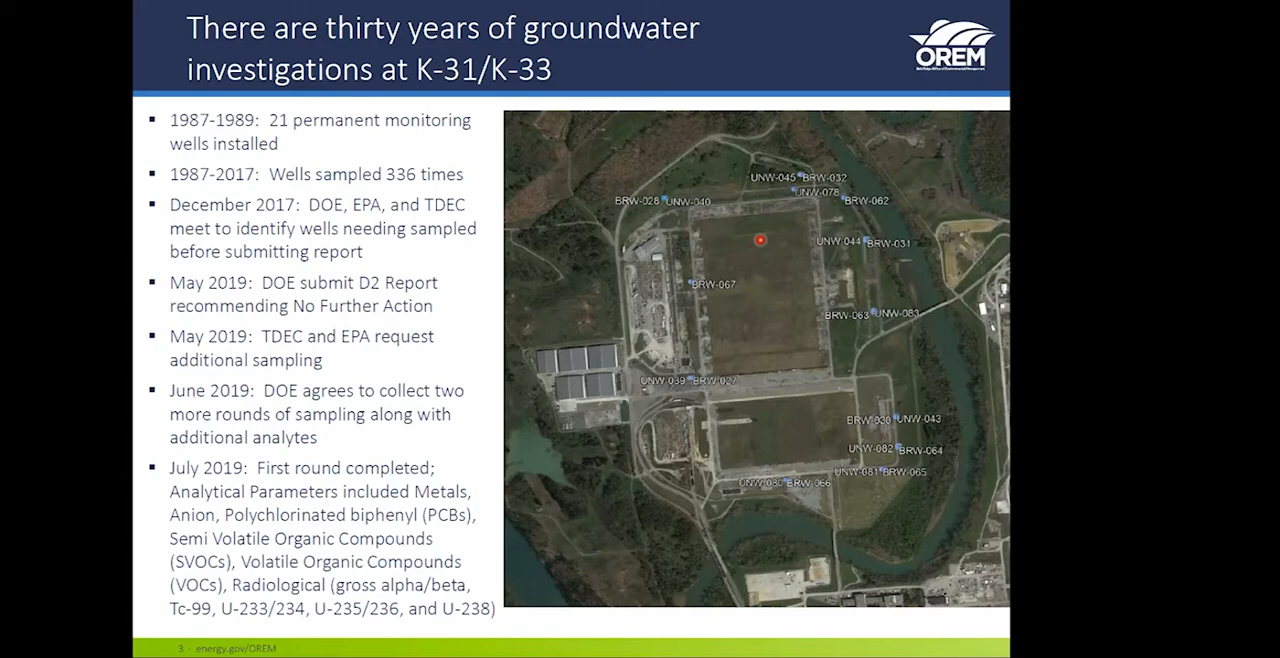 There are thirty years of groundwater
investigations at K-31/K-33
OREM
▪ 1987-1989: 21 permanent monitoring
wells installed
▪ 1987-2017: Wells sampled 336 times
▪ December 2017: DOE, EPA, and TDEC
meet to identify wells needing sampled
before submitting report
▪ May 2019: DOE submit D2 Report
recommending No Further Action
▪ May 2019: TDEC and EPA request
additional sampling
▪ June 2019: DOE agrees to collect two
more rounds of sampling along with
additional analytes
▪ July 2019: First round completed;
Analytical Parameters included Metals,
Anion, Polychlorinated biphenyl (PCBs),
Semi Volatile Organic Compounds
(SVOCs), Volatile Organic Compounds
(VOCs), Radiological (gross alpha/beta,
Tc-99, U-233/234, U-235/236, and U-238)
UNW-045 BRW-032
UNW-078
BRW-028 UNW-040
BRW-062
UNW-044 BRW-031
BRW-067
BRW-063 UNW-083
UNW-039 BRW-027
BRW-030 UNW-043
UNW-082 BRW-064
UNW-081 BRW-065
UNW-080 BRW-066
3 · energy.gov/OREM